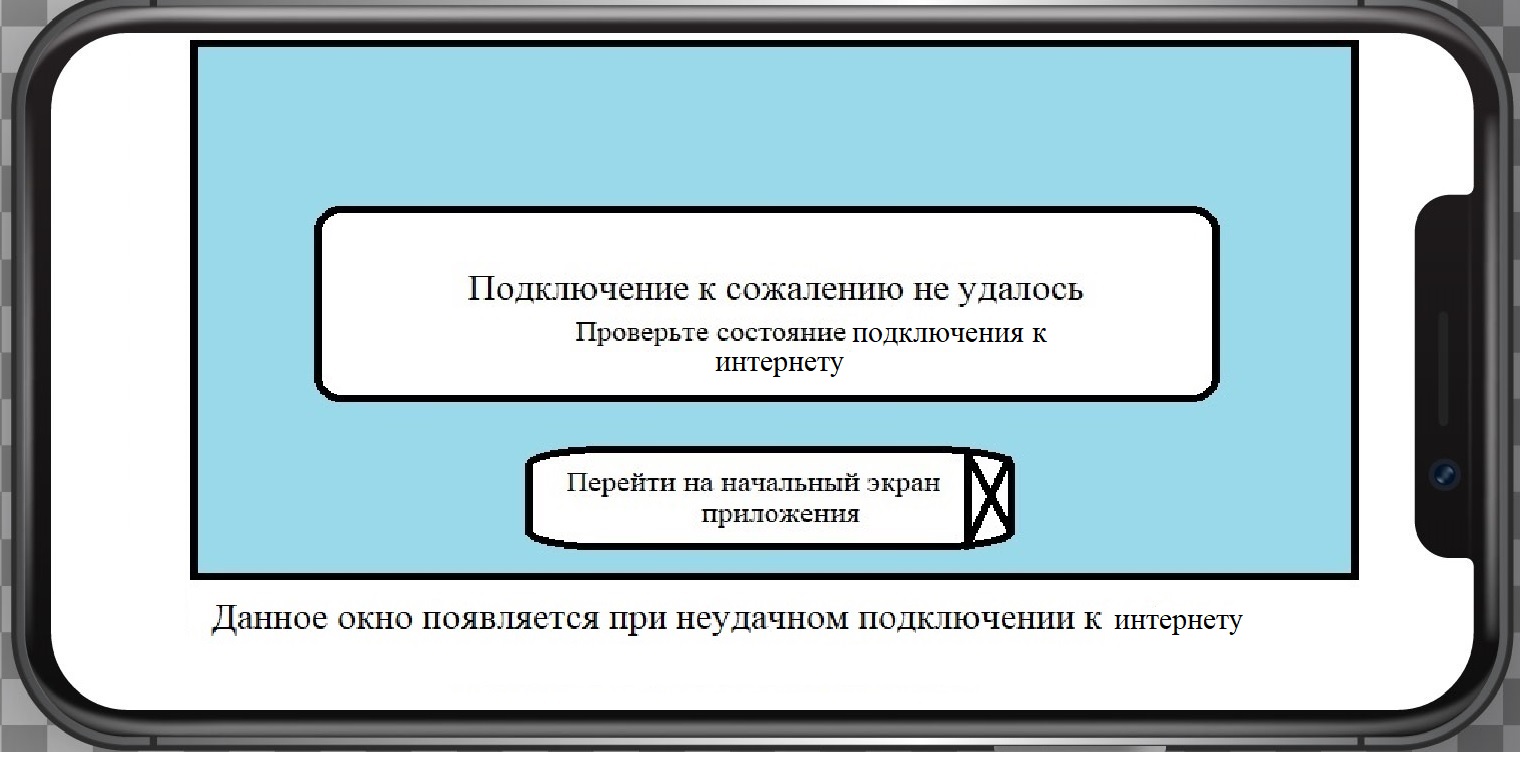 Подключение к сожалению не удалось
Проверьте состояние подключения к
интернету
Перейти на начальный экран
приложения
Данное окно появляется при неудачном подключении к интернету